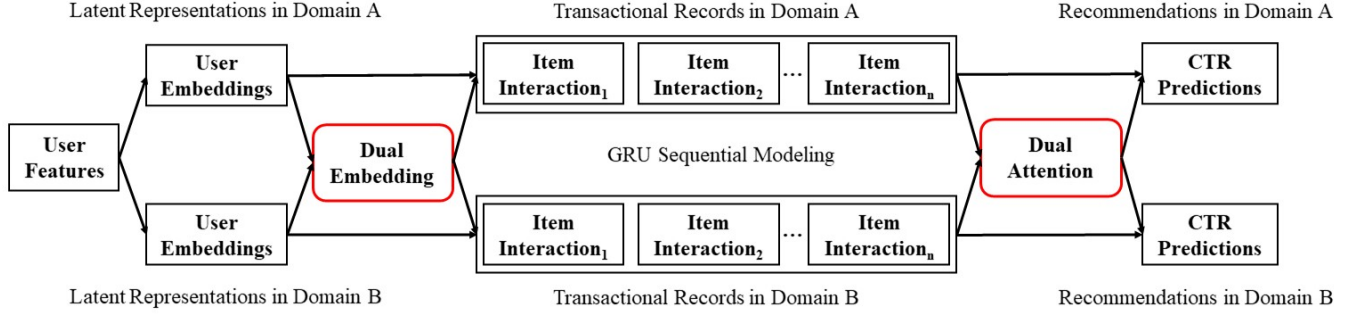 Latent Representations in Domain A
Transactional Records in Domain A
Recommendations in Domain A
User
Embeddings
Item
Interaction₁
Item
Interaction₂
...
Item
Interactionₙ
CTR
Predictions
User
Features
Dual
Embedding
GRU Sequential Modeling
Dual
Attention
User
Embeddings
Item
Interaction₁
Item
Interaction₂
...
Item
Interactionₙ
CTR
Predictions
Latent Representations in Domain B
Transactional Records in Domain B
Recommendations in Domain B